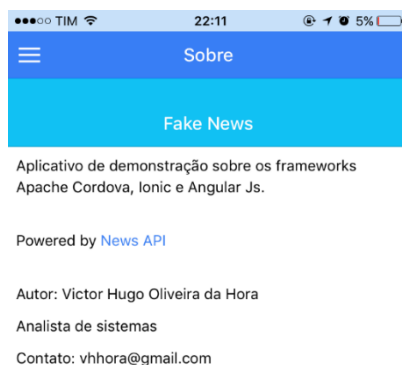 TIM 22:11 5%
Sobre
Fake News
Aplicativo de demonstração sobre os frameworks
Apache Cordova, Ionic e Angular Js.
Powered by News API
Autor: Victor Hugo Oliveira da Hora
Analista de sistemas
Contato: vhhora@gmail.com